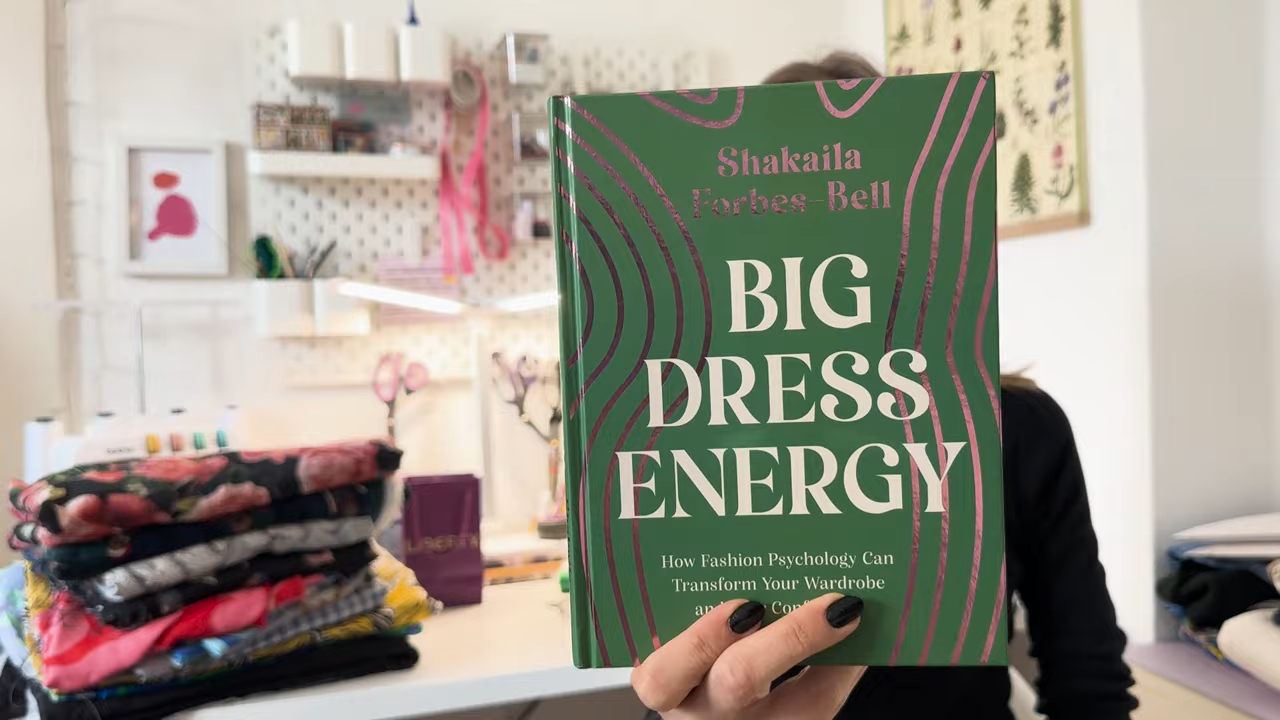 Shakaila
Forbes-Bell
BIG
DRESS
ENERGY
How Fashion Psychology Can
Transform Your Wardrobe